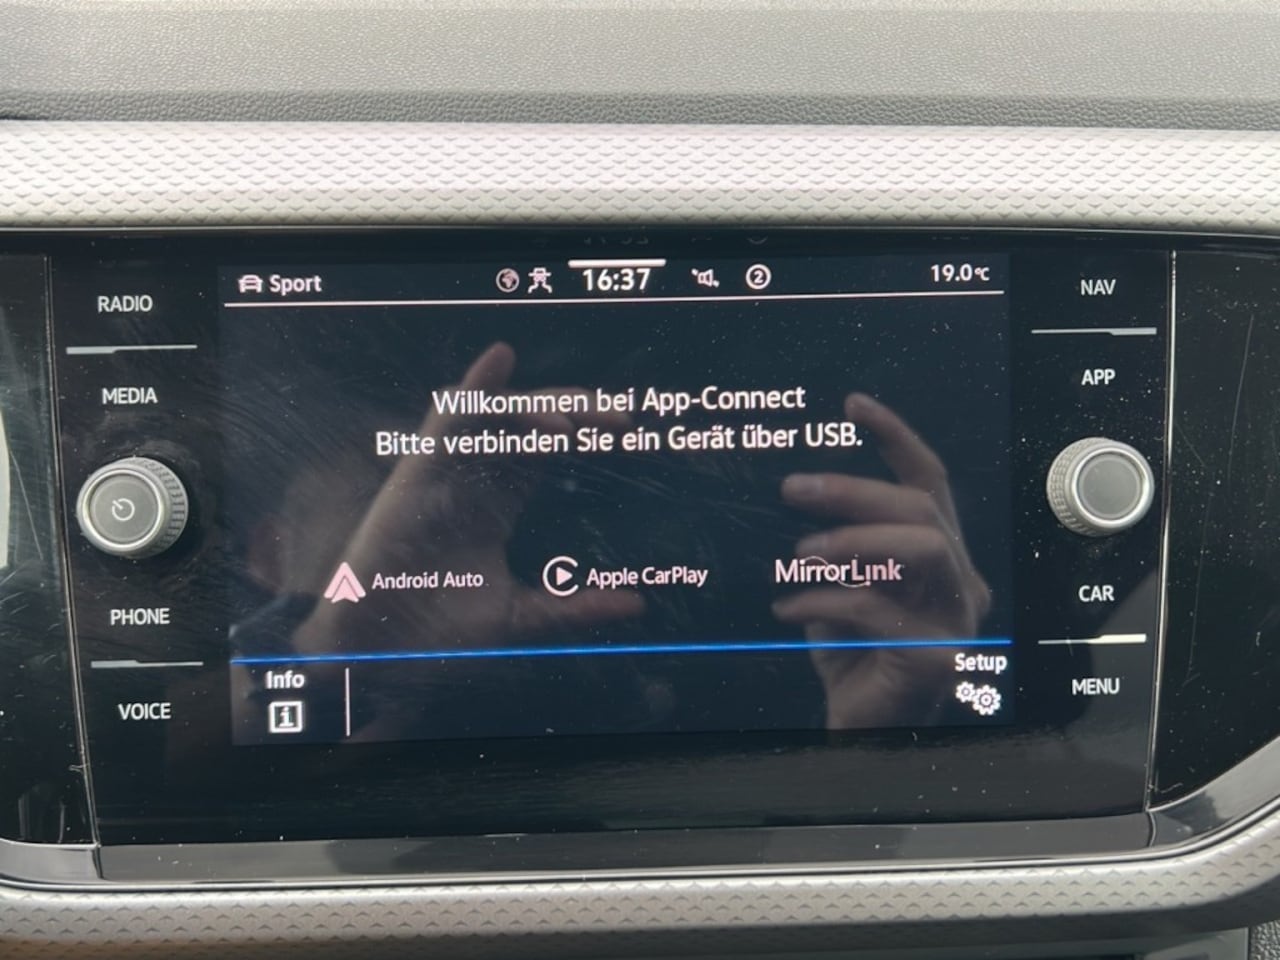 RADIO
MEDIA
PHONE
VOICE
Sport
16:37
2
19.0°C
Willkommen bei App-Connect
Bitte verbinden Sie ein Gerät über USB.
Android Auto
Apple CarPlay
MirrorLink
Info
i
Setup
NAV
APP
CAR
MENU